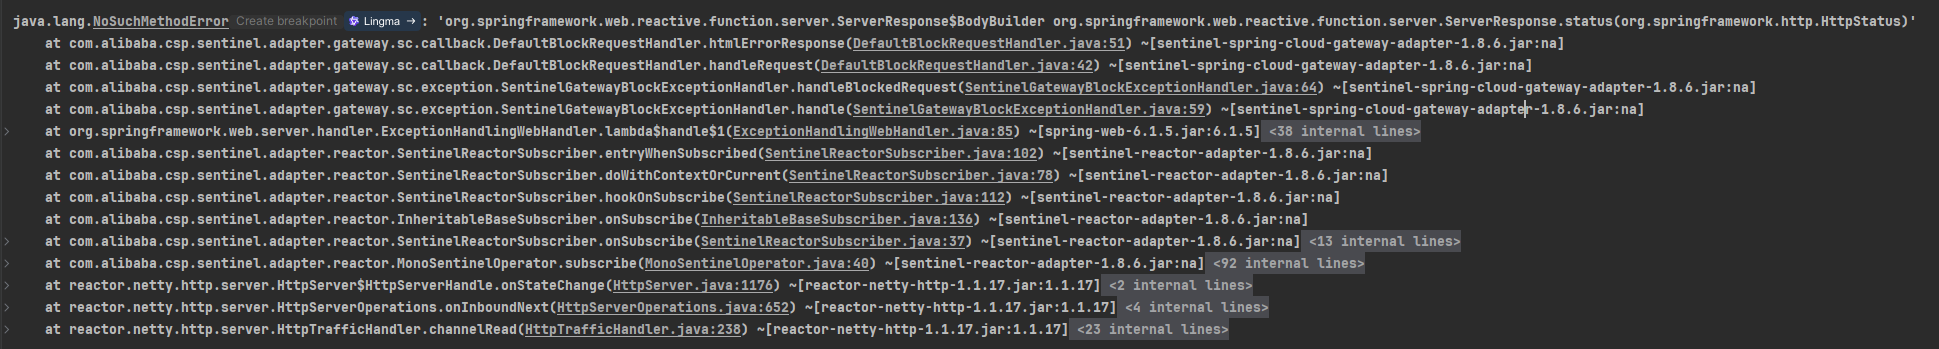 java.lang.NoSuchMethodError Create breakpoint Lingma → : 'org.springframework.web.reactive.function.server.ServerResponse$BodyBuilder org.springframework.web.reactive.function.server.ServerResponse.status(org.springframework.http.HttpStatus)'
at com.alibaba.csp.sentinel.adapter.gateway.sc.callback.DefaultBlockRequestHandler.htmlErrorResponse(DefaultBlockRequestHandler.java:51) ~[sentinel-spring-cloud-gateway-adapter-1.8.6.jar:na]
at com.alibaba.csp.sentinel.adapter.gateway.sc.callback.DefaultBlockRequestHandler.handleRequest(DefaultBlockRequestHandler.java:42) ~[sentinel-spring-cloud-gateway-adapter-1.8.6.jar:na]
at com.alibaba.csp.sentinel.adapter.gateway.sc.exception.SentinelGatewayBlockExceptionHandler.handleBlockedRequest(SentinelGatewayBlockExceptionHandler.java:64) ~[sentinel-spring-cloud-gateway-adapter-1.8.6.jar:na]
at com.alibaba.csp.sentinel.adapter.gateway.sc.exception.SentinelGatewayBlockExceptionHandler.handle(SentinelGatewayBlockExceptionHandler.java:59) ~[sentinel-spring-cloud-gateway-adapter-1.8.6.jar:na]
at org.springframework.web.server.handler.ExceptionHandlingWebHandler.lambda$handle$1(ExceptionHandlingWebHandler.java:85) ~[spring-web-6.1.5.jar:6.1.5] <38 internal lines>
at com.alibaba.csp.sentinel.adapter.reactor.SentinelReactorSubscriber.entryWhenSubscribed(SentinelReactorSubscriber.java:102) ~[sentinel-reactor-adapter-1.8.6.jar:na]
at com.alibaba.csp.sentinel.adapter.reactor.SentinelReactorSubscriber.doWithContextOrCurrent(SentinelReactorSubscriber.java:78) ~[sentinel-reactor-adapter-1.8.6.jar:na]
at com.alibaba.csp.sentinel.adapter.reactor.SentinelReactorSubscriber.hookOnSubscribe(SentinelReactorSubscriber.java:112) ~[sentinel-reactor-adapter-1.8.6.jar:na]
at com.alibaba.csp.sentinel.adapter.reactor.InheritableBaseSubscriber.onSubscribe(InheritableBaseSubscriber.java:136) ~[sentinel-reactor-adapter-1.8.6.jar:na]
at com.alibaba.csp.sentinel.adapter.reactor.SentinelReactorSubscriber.onSubscribe(SentinelReactorSubscriber.java:37) ~[sentinel-reactor-adapter-1.8.6.jar:na] <13 internal lines>
at com.alibaba.csp.sentinel.adapter.reactor.MonoSentinelOperator.subscribe(MonoSentinelOperator.java:40) ~[sentinel-reactor-adapter-1.8.6.jar:na] <92 internal lines>
at reactor.netty.http.server.HttpServer$HttpServerHandle.onStateChange(HttpServer.java:1176) ~[reactor-netty-http-1.1.17.jar:1.1.17] <2 internal lines>
at reactor.netty.http.server.HttpServerOperations.onInboundNext(HttpServerOperations.java:652) ~[reactor-netty-http-1.1.17.jar:1.1.17] <4 internal lines>
at reactor.netty.http.server.HttpTrafficHandler.channelRead(HttpTrafficHandler.java:238) ~[reactor-netty-http-1.1.17.jar:1.1.17] <23 internal lines>